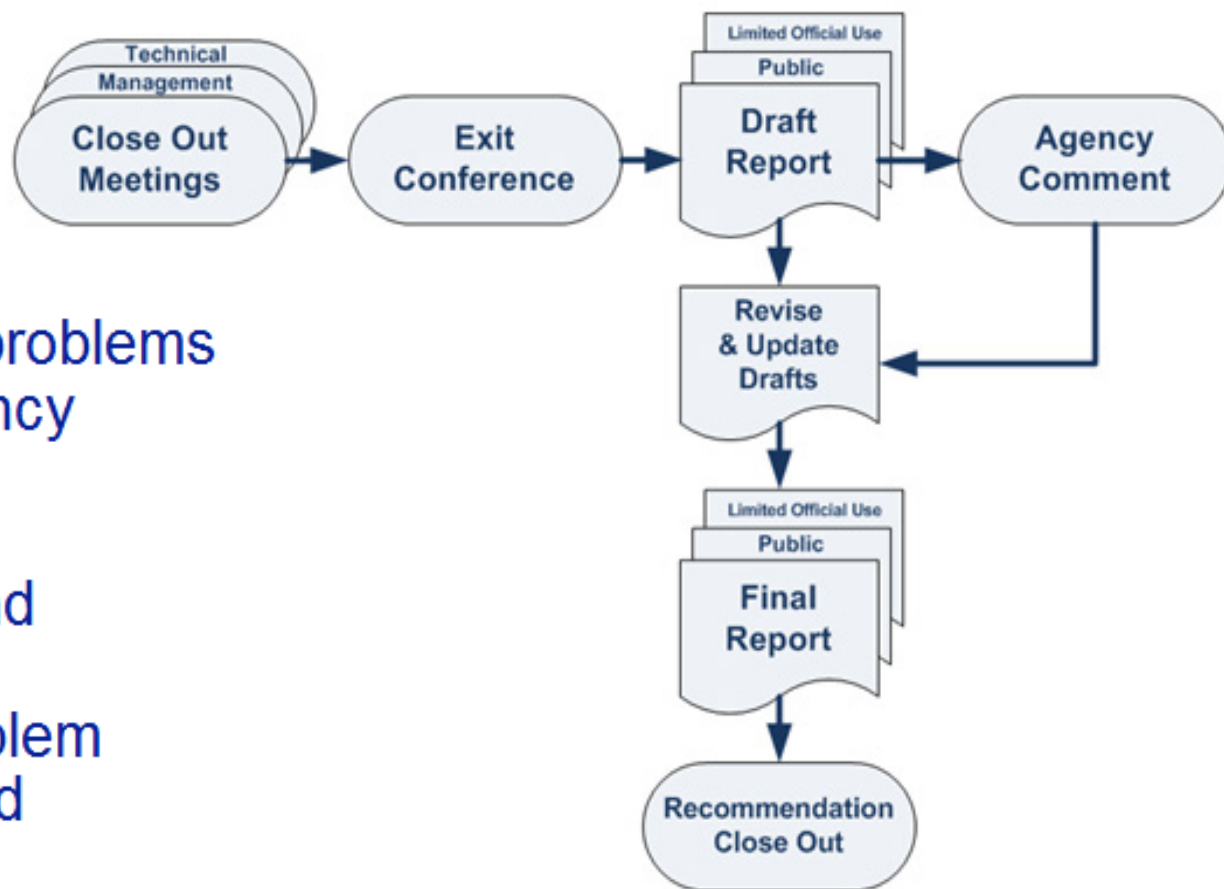 Technical
Management
Close Out
Meetings
Exit
Conference
Limited Official Use
Public
Draft
Report
Agency
Comment
Revise
& Update
Drafts
Limited Official Use
Public
Final
Report
Recommendation
Close Out
problems
ncy
nd
blem
d